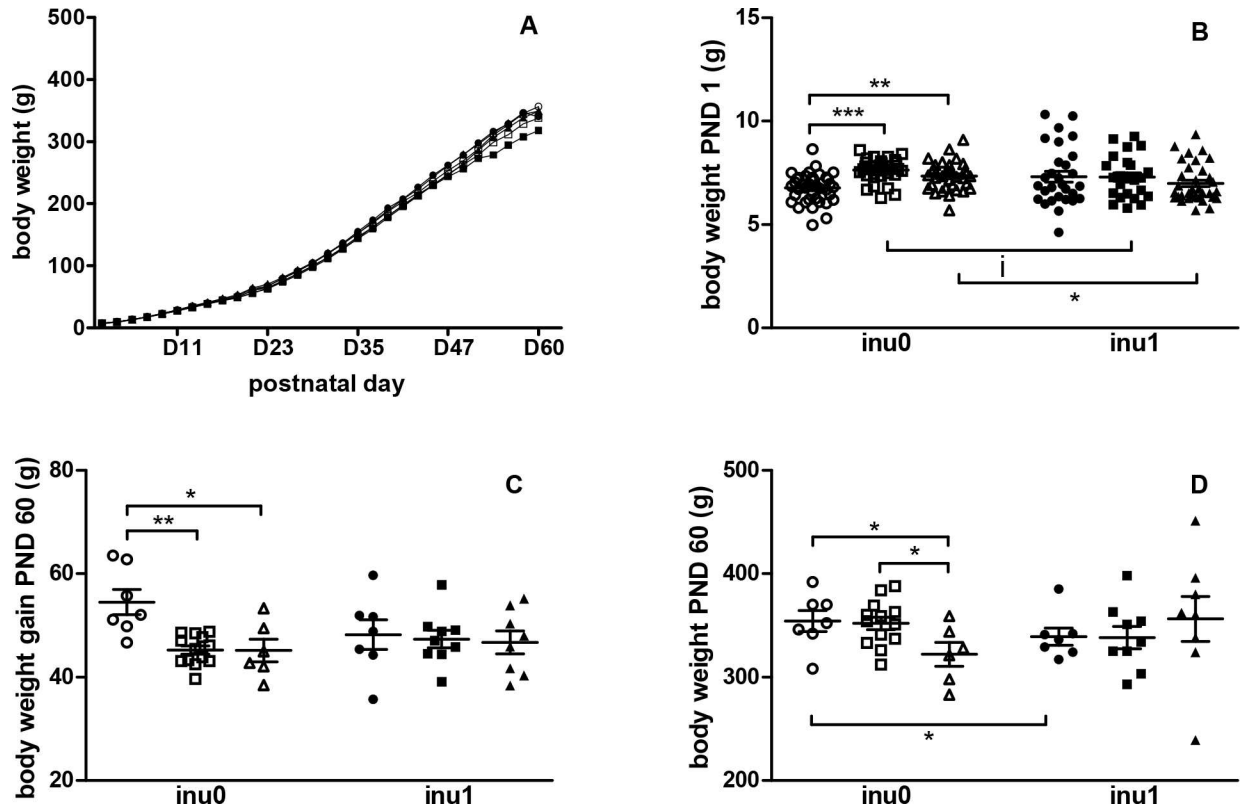 A
body weight (g)
500
400
300
200
100
0
D11
D23
D35
D47
D60
postnatal day
B
body weight PND 1 (g)
15
10
5
0
**
***
i
*
inu0
inu1
C
body weight gain PND 60 (g)
80
60
40
20
*
**
inu0
inu1
D
body weight PND 60 (g)
500
400
300
200
*
*
*
inu0
inu1